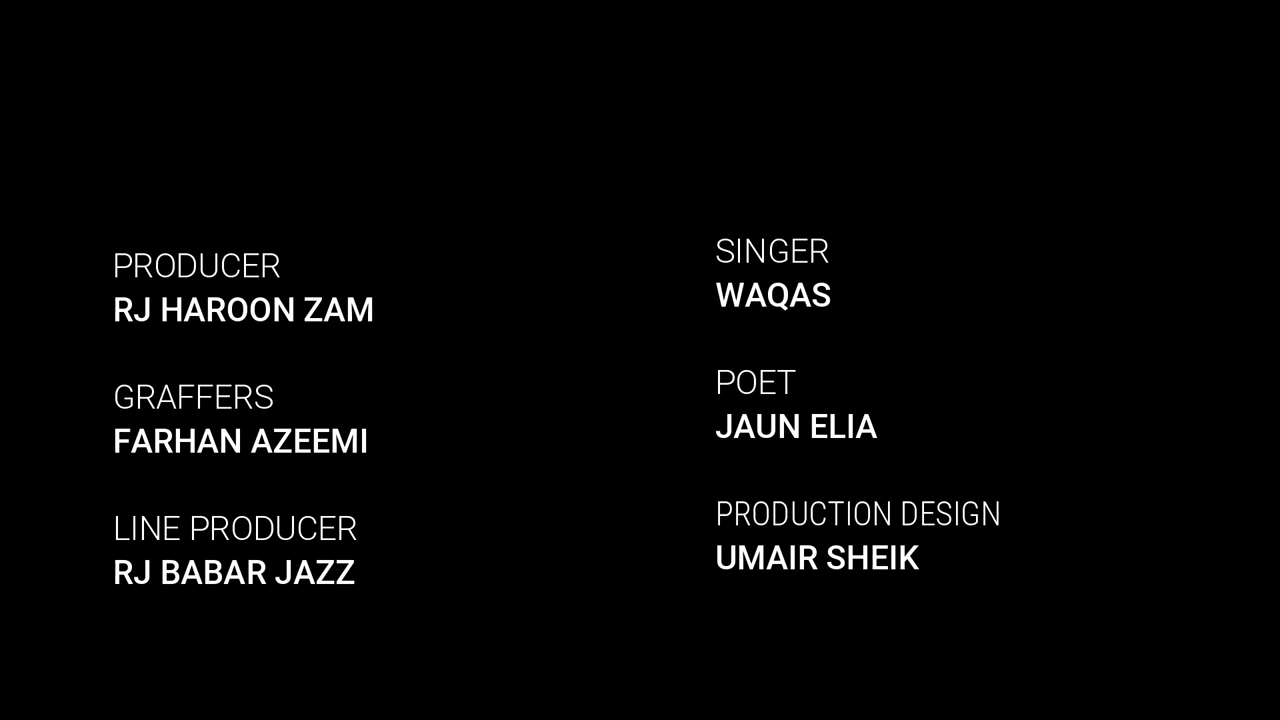 PRODUCER
RJ HAROON ZAM
GRAFFERS
FARHAN AZEEMI
LINE PRODUCER
RJ BABAR JAZZ
SINGER
WAQAS
POET
JAUN ELIA
PRODUCTION DESIGN
UMAIR SHEIK